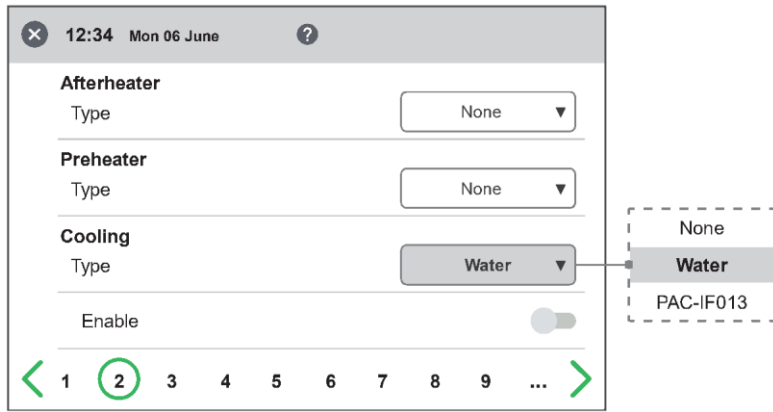 12:34 Mon 06 June ?
Afterheater
Type None ▼
Preheater
Type None ▼
Cooling
Type Water ▼
Enable
1 2 3 4 5 6 7 8 9 ...
None
Water
PAC-IF013